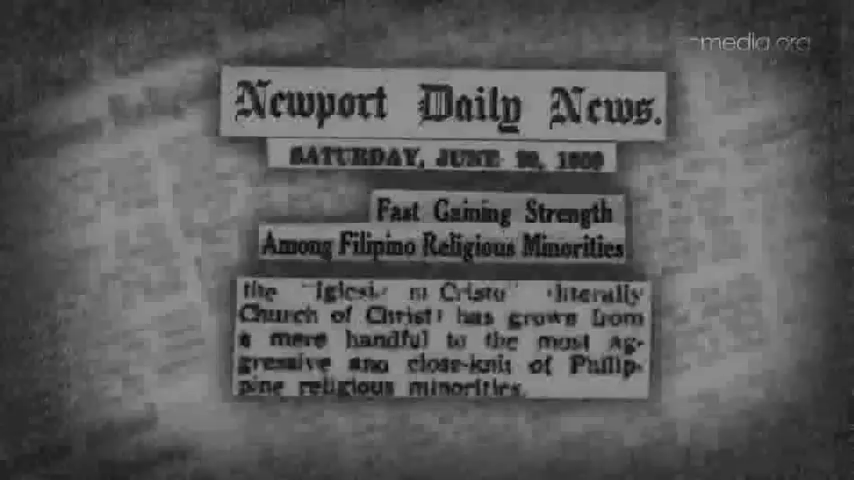 media.org
Newport Daily News.
SATURDAY, JUNE
Fast Gaining Strength
Among Filipino Religious Minorities
the "Iglesia ni Cristo" (literally
Church of Christ) has grown from
a mere handful to the most ag-
gressive and close-knit of Philip-
pine religious minorities.